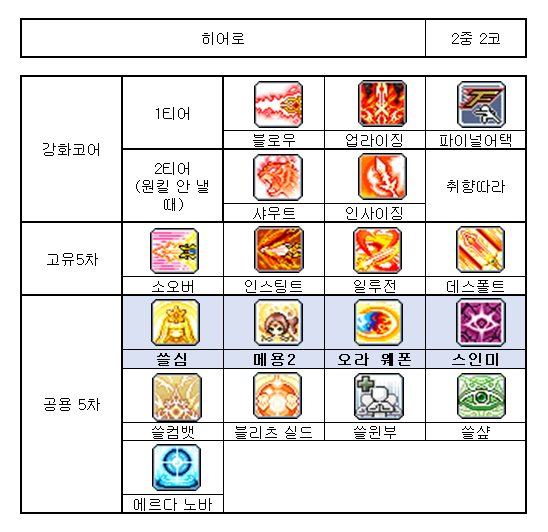 히어로 2중 2코
강화코어
1티어
블로우 업라이징 파이널어택
2티어
(원킬 안 낼
때)
샤우트 인사이징 취향따라
고유5차
소오버 인스팅트 일루전 데스폴트
공용 5차
쓸심 메용2 오라 웨폰 스인미
쓸컴뱃 블리츠 실드 쓸윈부 쓸샾
에르다 노바